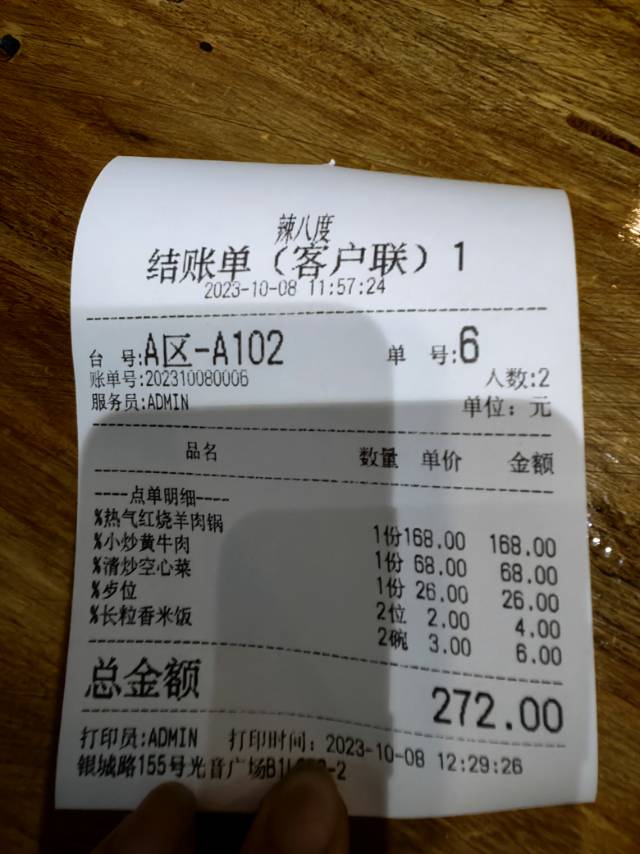 辣八度
结账单（客户联）1
2023-10-08 11:57:24
台 号:A区-A102 单 号:6
账单号:202310080006 人数:2
服务员:ADMIN 单位：元
品名 数量 单价 金额
----点单明细----
%热气红烧羊肉锅 1份 168.00 168.00
%小炒黄牛肉 1份 68.00 68.00
%清炒空心菜 1份 26.00 26.00
%歺位 2位 2.00 4.00
%长粒香米饭 2碗 3.00 6.00
总金额 272.00
打印员:ADMIN 打印时间：2023-10-08 12:29:26
银城路155号光音广场